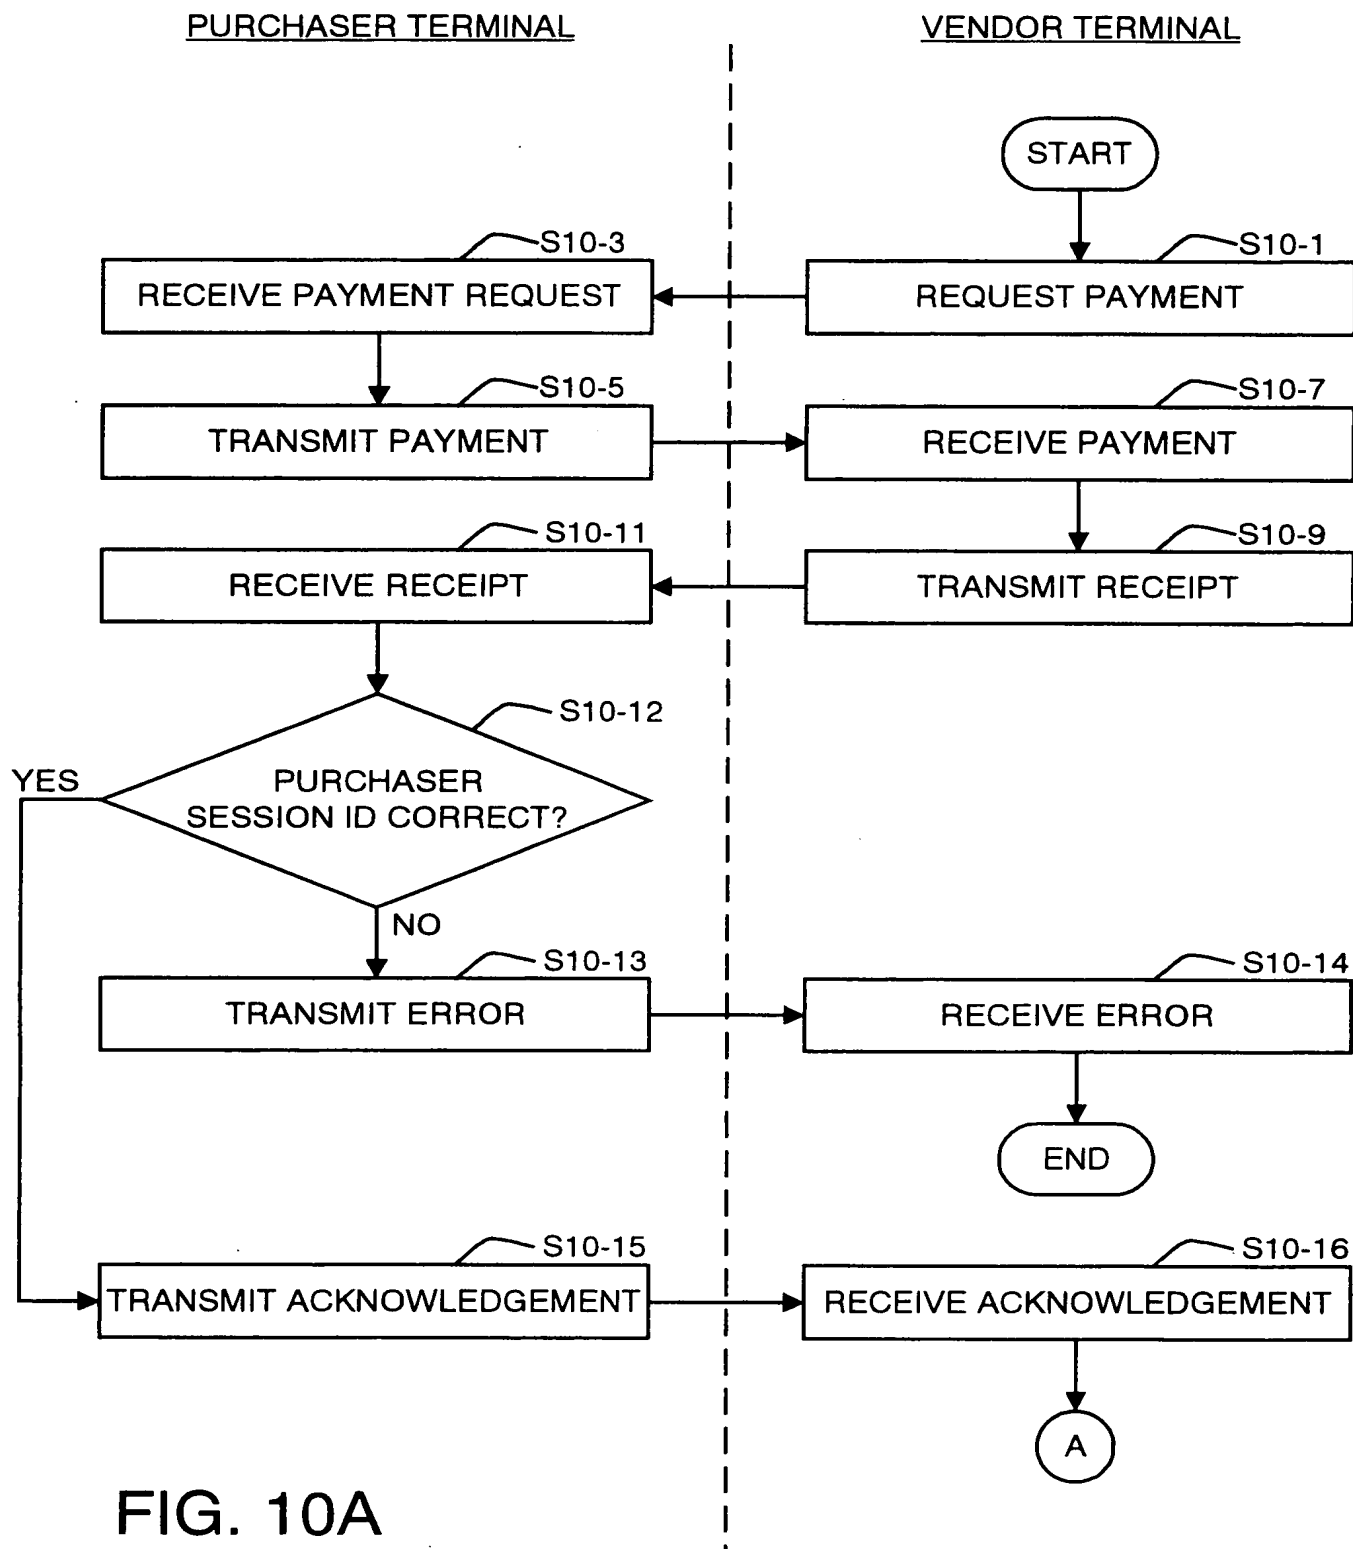 PURCHASER TERMINAL
VENDOR TERMINAL
START
S10-3
S10-1
RECEIVE PAYMENT REQUEST
REQUEST PAYMENT
S10-5
S10-7
TRANSMIT PAYMENT
RECEIVE PAYMENT
S10-11
S10-9
RECEIVE RECEIPT
TRANSMIT RECEIPT
S10-12
YES
PURCHASER
SESSION ID CORRECT?
NO
S10-13
S10-14
TRANSMIT ERROR
RECEIVE ERROR
END
S10-15
S10-16
TRANSMIT ACKNOWLEDGEMENT
RECEIVE ACKNOWLEDGEMENT
A
FIG. 10A